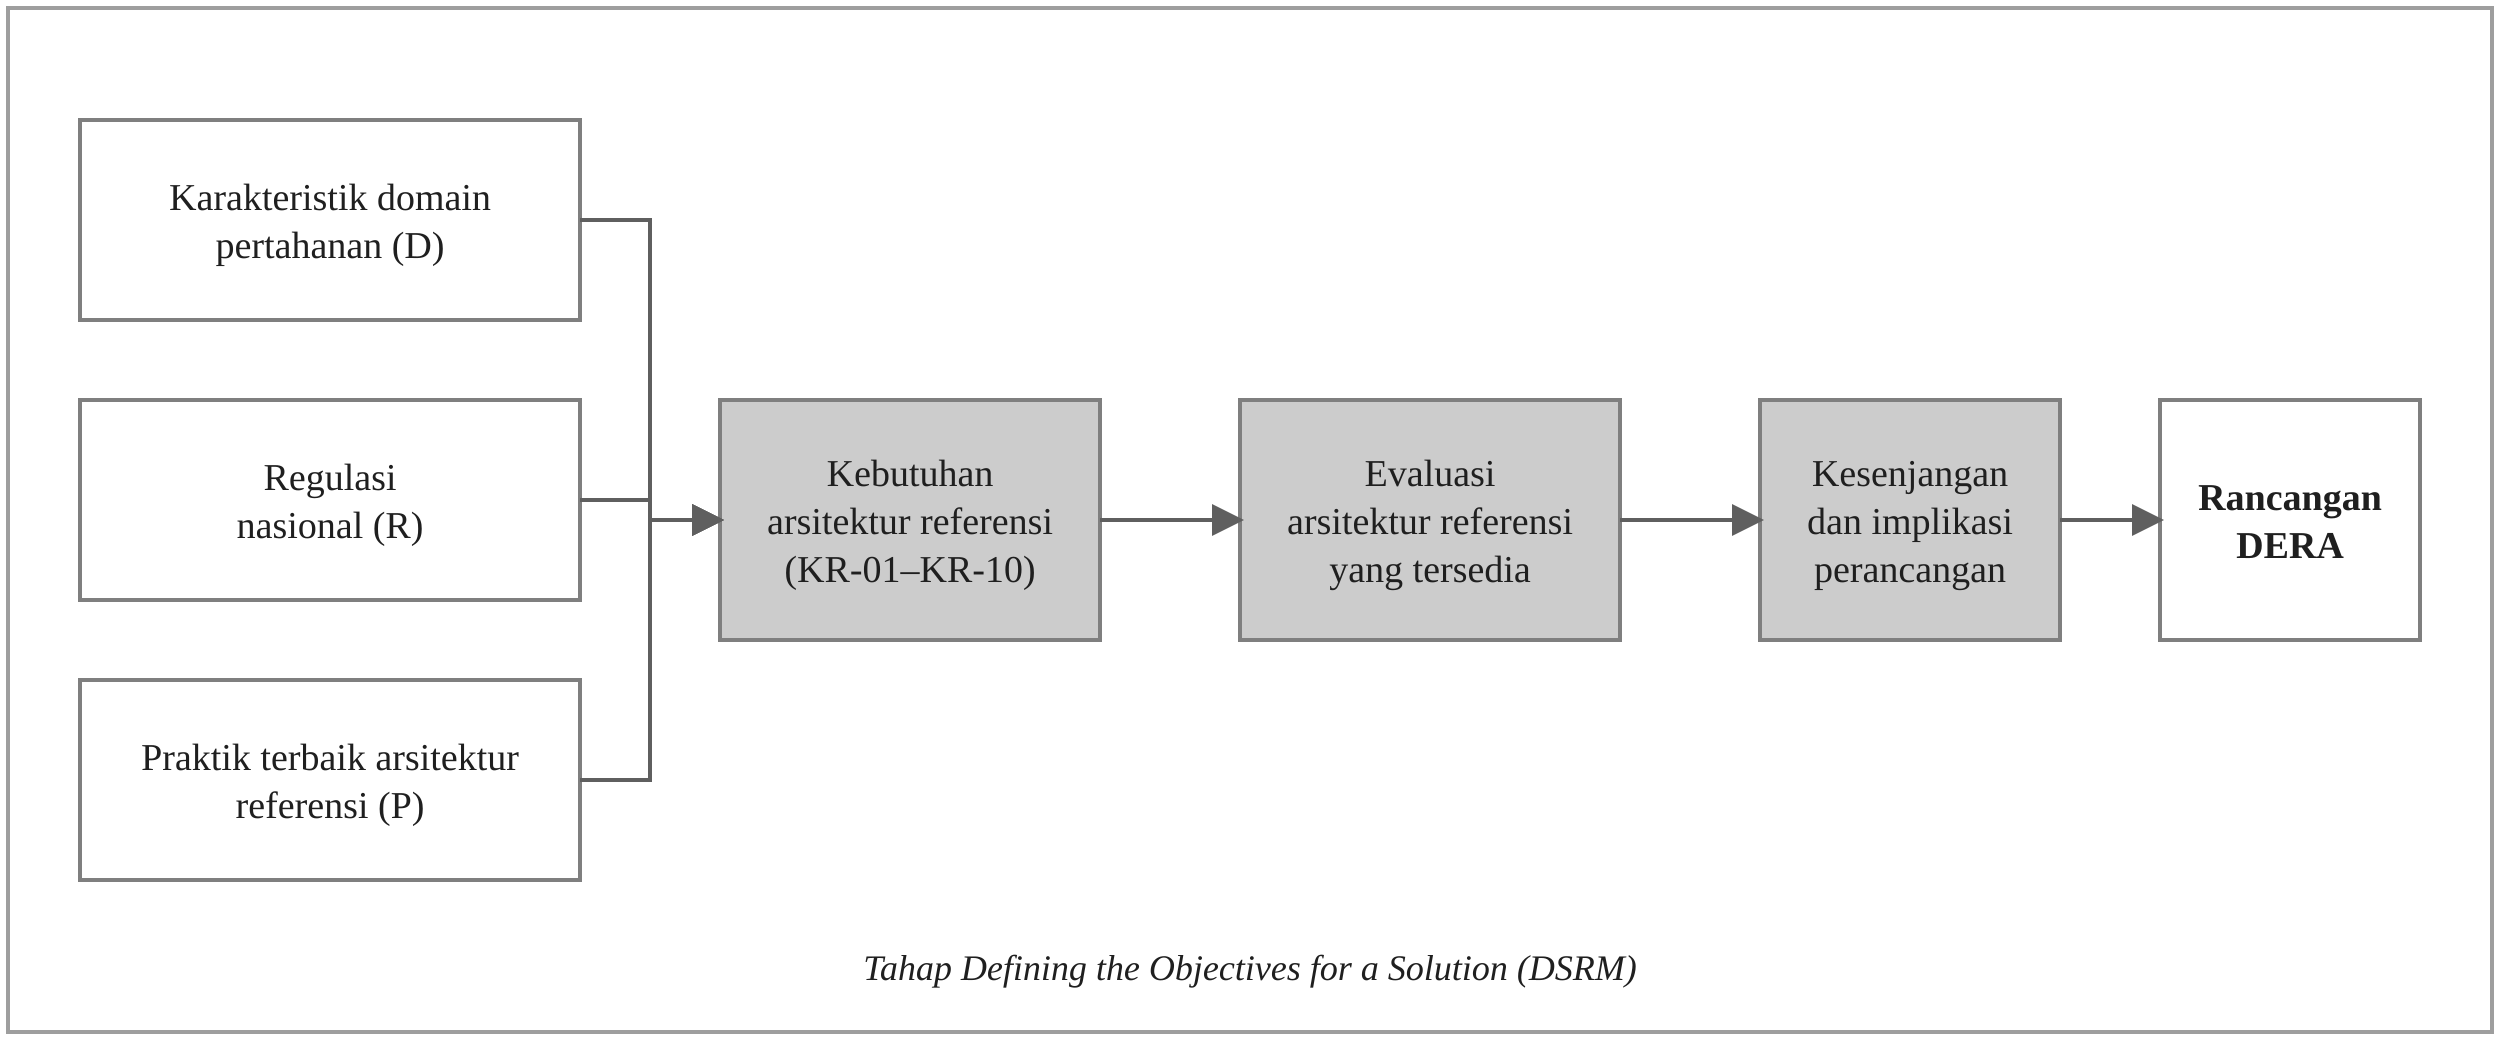 Karakteristik domain
pertahanan (D)
Regulasi
nasional (R)
Praktik terbaik arsitektur
referensi (P)
Kebutuhan
arsitektur referensi
(KR-01–KR-10)
Evaluasi
arsitektur referensi
yang tersedia
Kesenjangan
dan implikasi
perancangan
Rancangan
DERA
Tahap Defining the Objectives for a Solution (DSRM)